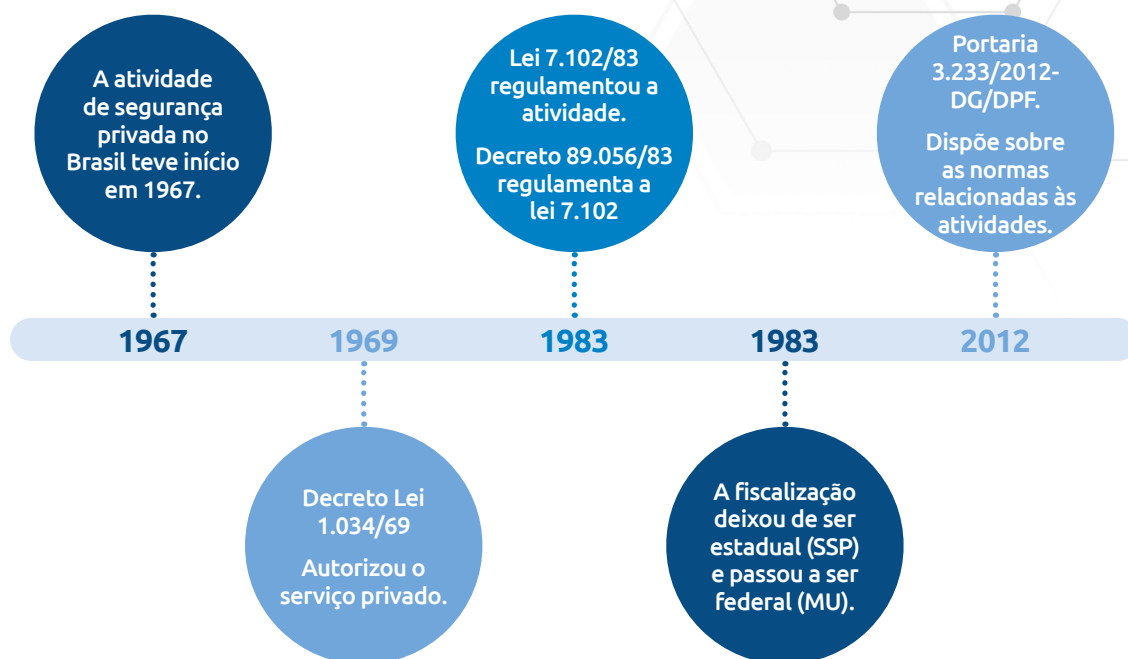 A atividade
de segurança
privada no
Brasil teve início
em 1967.
Lei 7.102/83
regulamentou a
atividade.
Decreto 89.056/83
regulamenta a
lei 7.102
Portaria
3.233/2012-
DG/DPF.
Dispõe sobre
as normas
relacionadas às
atividades.
1967
1969
1983
1983
2012
Decreto Lei
1.034/69
Autorizou o
serviço privado.
A fiscalização
deixou de ser
estadual (SSP)
e passou a ser
federal (MU).